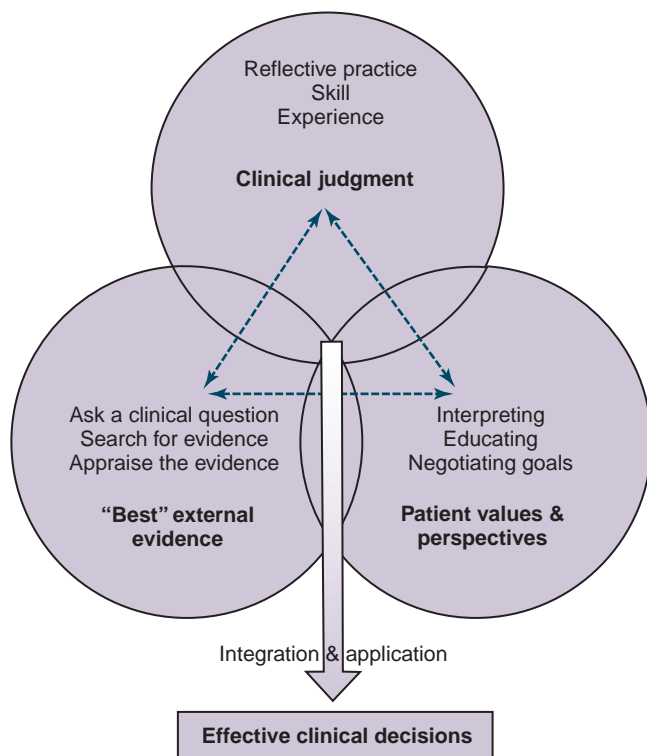 Reflective practice
Skill
Experience
Clinical judgment
Ask a clinical question
Search for evidence
Appraise the evidence
“Best” external
evidence
Interpreting
Educating
Negotiating goals
Patient values &
perspectives
Integration & application
Effective clinical decisions